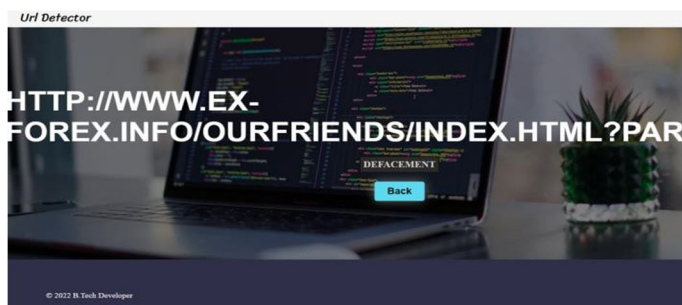 Url Detector
HTTP://WWW.EX-
FOREX.INFO/OURFRIENDS/INDEX.HTML?PAR
DEFACEMENT
Back
© 2022 B.Tech Developer